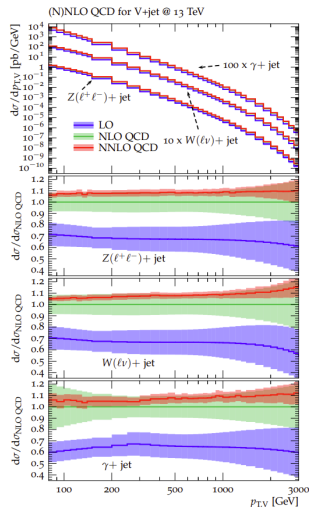 (N)NLO QCD for V+jet @ 13 TeV
dσ/dp_T,V [pb/GeV]
10^4
10^3
10^2
10^1
1
10^−1
10^−2
10^−3
10^−4
10^−5
10^−6
10^−7
10^−8
10^−9
10^−10
100 x γ+ jet
Z(ℓ+ℓ−)+ jet
10 x W(ℓν)+ jet
LO
NLO QCD
NNLO QCD
dσ/dσ_NLO QCD
1.2
1.1
1.0
0.9
0.8
0.7
0.6
0.5
0.4
Z(ℓ+ℓ−)+ jet
dσ/dσ_NLO QCD
1.2
1.1
1.0
0.9
0.8
0.7
0.6
0.5
0.4
W(ℓν)+ jet
dσ/dσ_NLO QCD
1.2
1.1
1.0
0.9
0.8
0.7
0.6
0.5
0.4
γ+ jet
100 200 500 1000 3000
p_T,V [GeV]